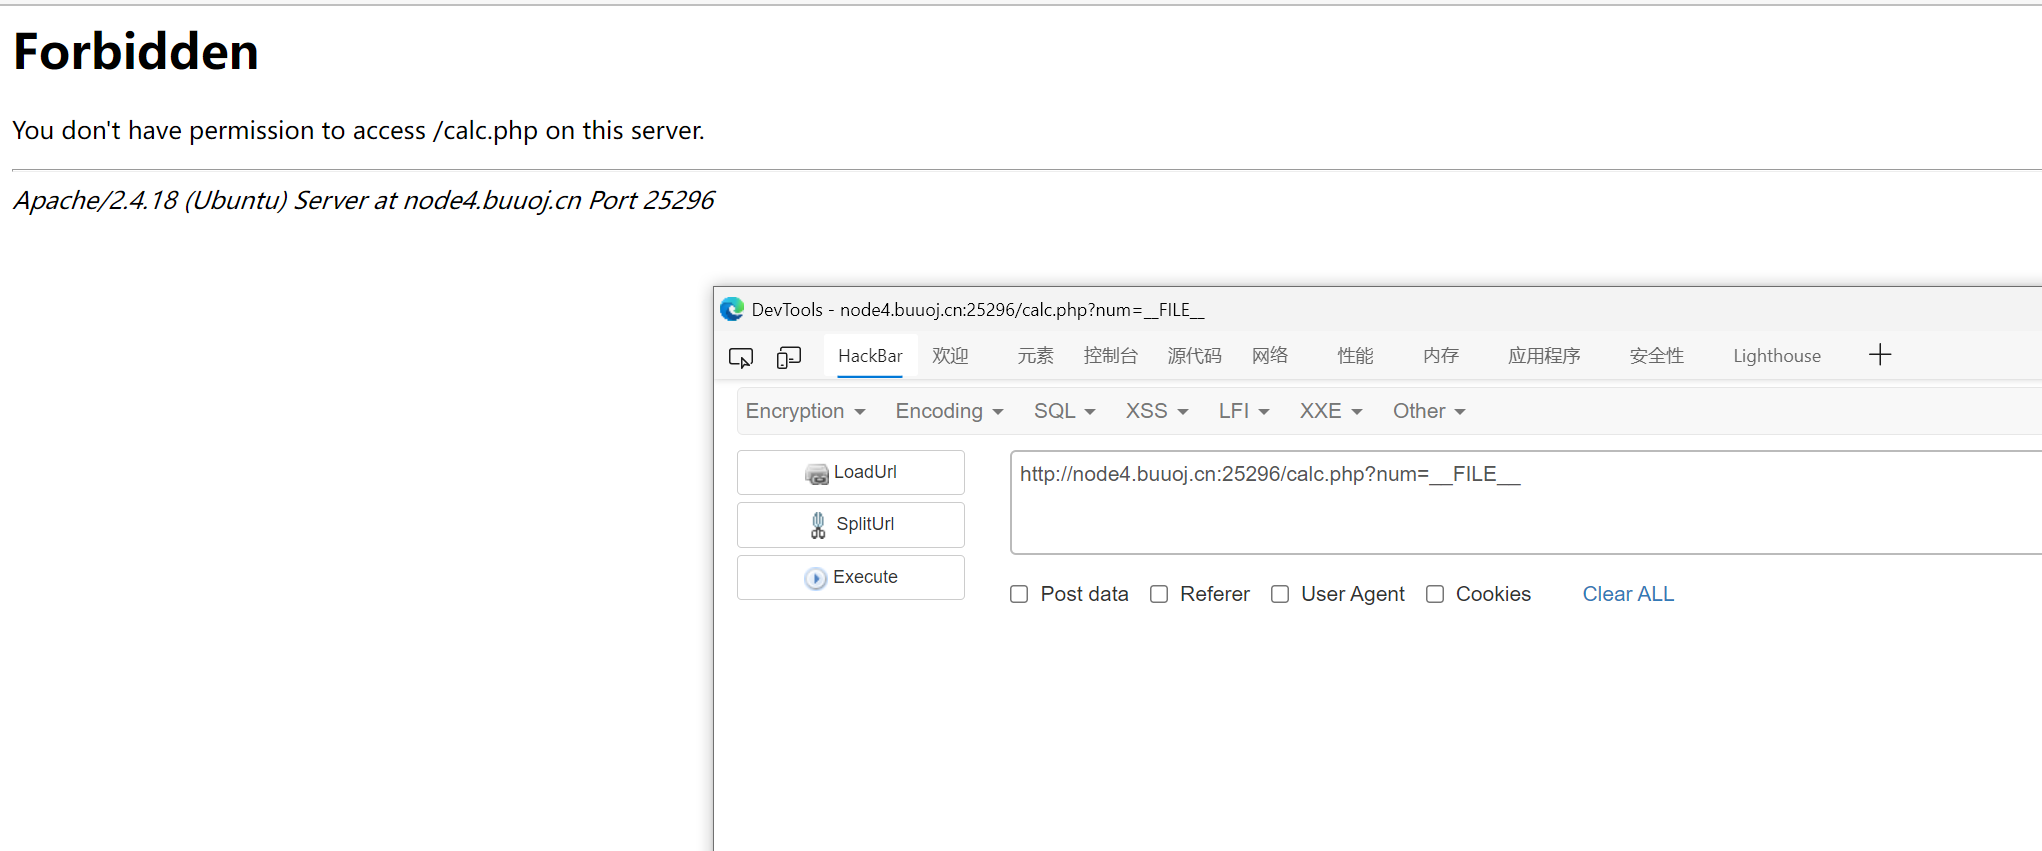 Forbidden
You don't have permission to access /calc.php on this server.
Apache/2.4.18 (Ubuntu) Server at node4.buuoj.cn Port 25296
DevTools - node4.buuoj.cn:25296/calc.php?num=__FILE__
HackBar 欢迎 元素 控制台 源代码 网络 性能 内存 应用程序 安全性 Lighthouse
Encryption Encoding SQL XSS LFI XXE Other
LoadUrl
http://node4.buuoj.cn:25296/calc.php?num=__FILE__
SplitUrl
Execute
Post data Referer User Agent Cookies Clear ALL